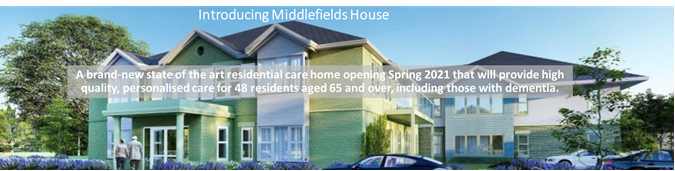 Introducing Middlefields House
A brand-new state of the art residential care home opening Spring 2021 that will provide high
quality, personalised care for 48 residents aged 65 and over, including those with dementia.